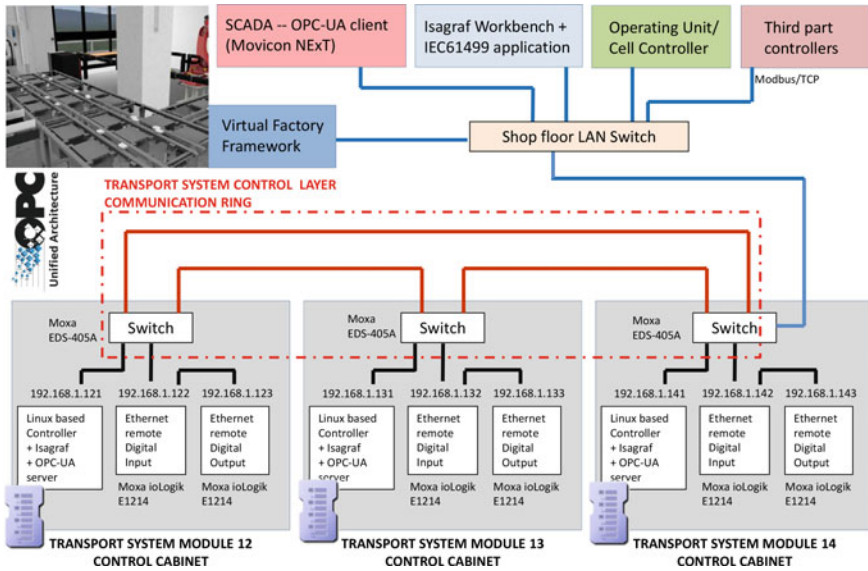 SCADA -- OPC-UA client
(Movicon NExT)
Isagraf Workbench +
IEC61499 application
Operating Unit/
Cell Controller
Third part
controllers
Modbus/TCP
Virtual Factory
Framework
Shop floor LAN Switch
OPC
Unified Architecture
TRANSPORT SYSTEM CONTROL LAYER
COMMUNICATION RING
Moxa
EDS-405A
Switch
Moxa
EDS-405A
Switch
Moxa
EDS-405A
Switch
192.168.1.121
192.168.1.122
192.168.1.123
192.168.1.131
192.168.1.132
192.168.1.133
192.168.1.141
192.168.1.142
192.168.1.143
Linux based
Controller
+ Isagraf
+ OPC-UA
server
Ethernet
remote
Digital
Input
Ethernet
remote
Digital
Output
Moxa ioLogik
E1214
Moxa ioLogik
E1214
Linux based
Controller
+ Isagraf
+ OPC-UA
server
Ethernet
remote
Digital
Input
Ethernet
remote
Digital
Output
Moxa ioLogik
E1214
Moxa ioLogik
E1214
Linux based
Controller
+ Isagraf
+ OPC-UA
server
Ethernet
remote
Digital
Input
Ethernet
remote
Digital
Output
Moxa ioLogik
E1214
Moxa ioLogik
E1214
TRANSPORT SYSTEM MODULE 12
CONTROL CABINET
TRANSPORT SYSTEM MODULE 13
CONTROL CABINET
TRANSPORT SYSTEM MODULE 14
CONTROL CABINET